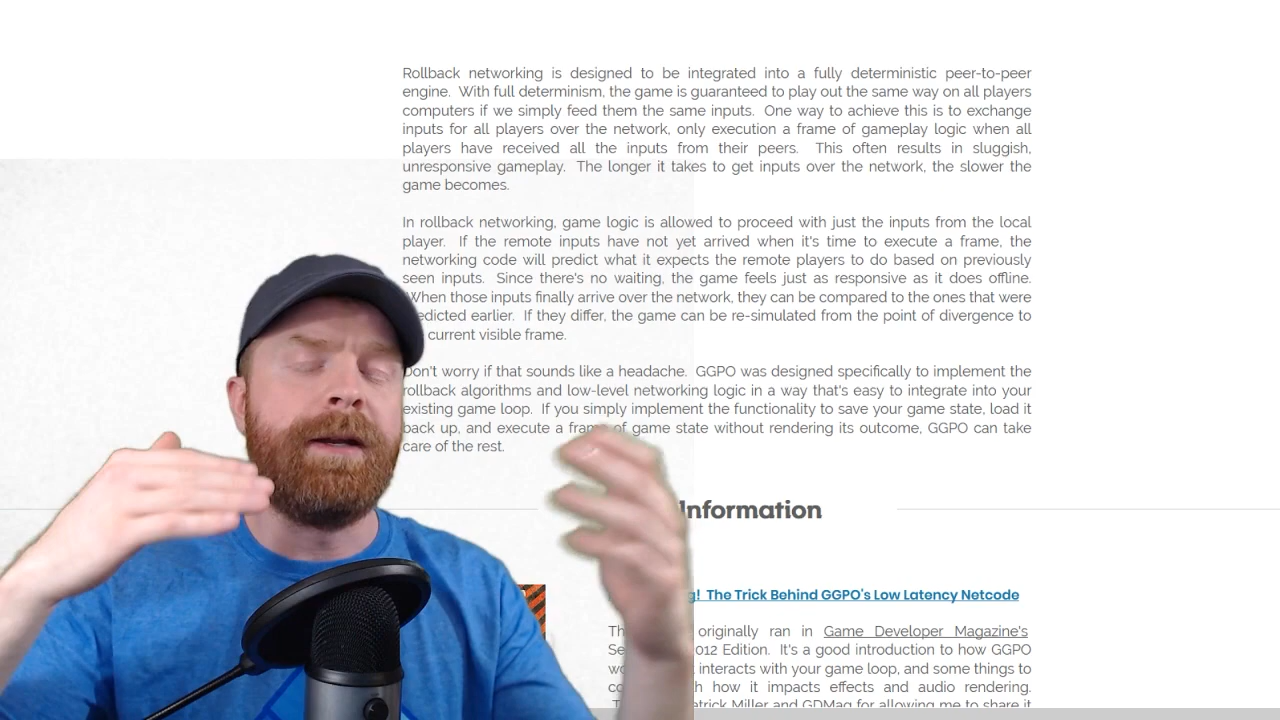 Rollback networking is designed to be integrated into a fully deterministic peer-to-peer
engine. With full determinism, the game is guaranteed to play out the same way on all players
computers if we simply feed them the same inputs. One way to achieve this is to exchange
inputs for all players over the network, only execution a frame of gameplay logic when all
players have received all the inputs from their peers. This often results in sluggish,
unresponsive gameplay. The longer it takes to get inputs over the network, the slower the
game becomes.
In rollback networking, game logic is allowed to proceed with just the inputs from the local
player. If the remote inputs have not yet arrived when it's time to execute a frame, the
networking code will predict what it expects the remote players to do based on previously
seen inputs. Since there's no waiting, the game feels just as responsive as it does offline.
When those inputs finally arrive over the network, they can be compared to the ones that were
edicted earlier. If they differ, the game can be re-simulated from the point of divergence to
current visible frame.
Don't worry if that sounds like a headache. GGPO was designed specifically to implement the
rollback algorithms and low-level networking logic in a way that's easy to integrate into your
existing game loop. If you simply implement the functionality to save your game state, load it
back up, and execute a frame of game state without rendering its outcome, GGPO can take
care of the rest.
Information
g! The Trick Behind GGPO's Low Latency Netcode
Th originally ran in Game Developer Magazine's
Se 012 Edition. It's a good introduction to how GGPO
wo interacts with your game loop, and some things to
co h how it impacts effects and audio rendering.
T atrick Miller and GDMag for allowing me to share it